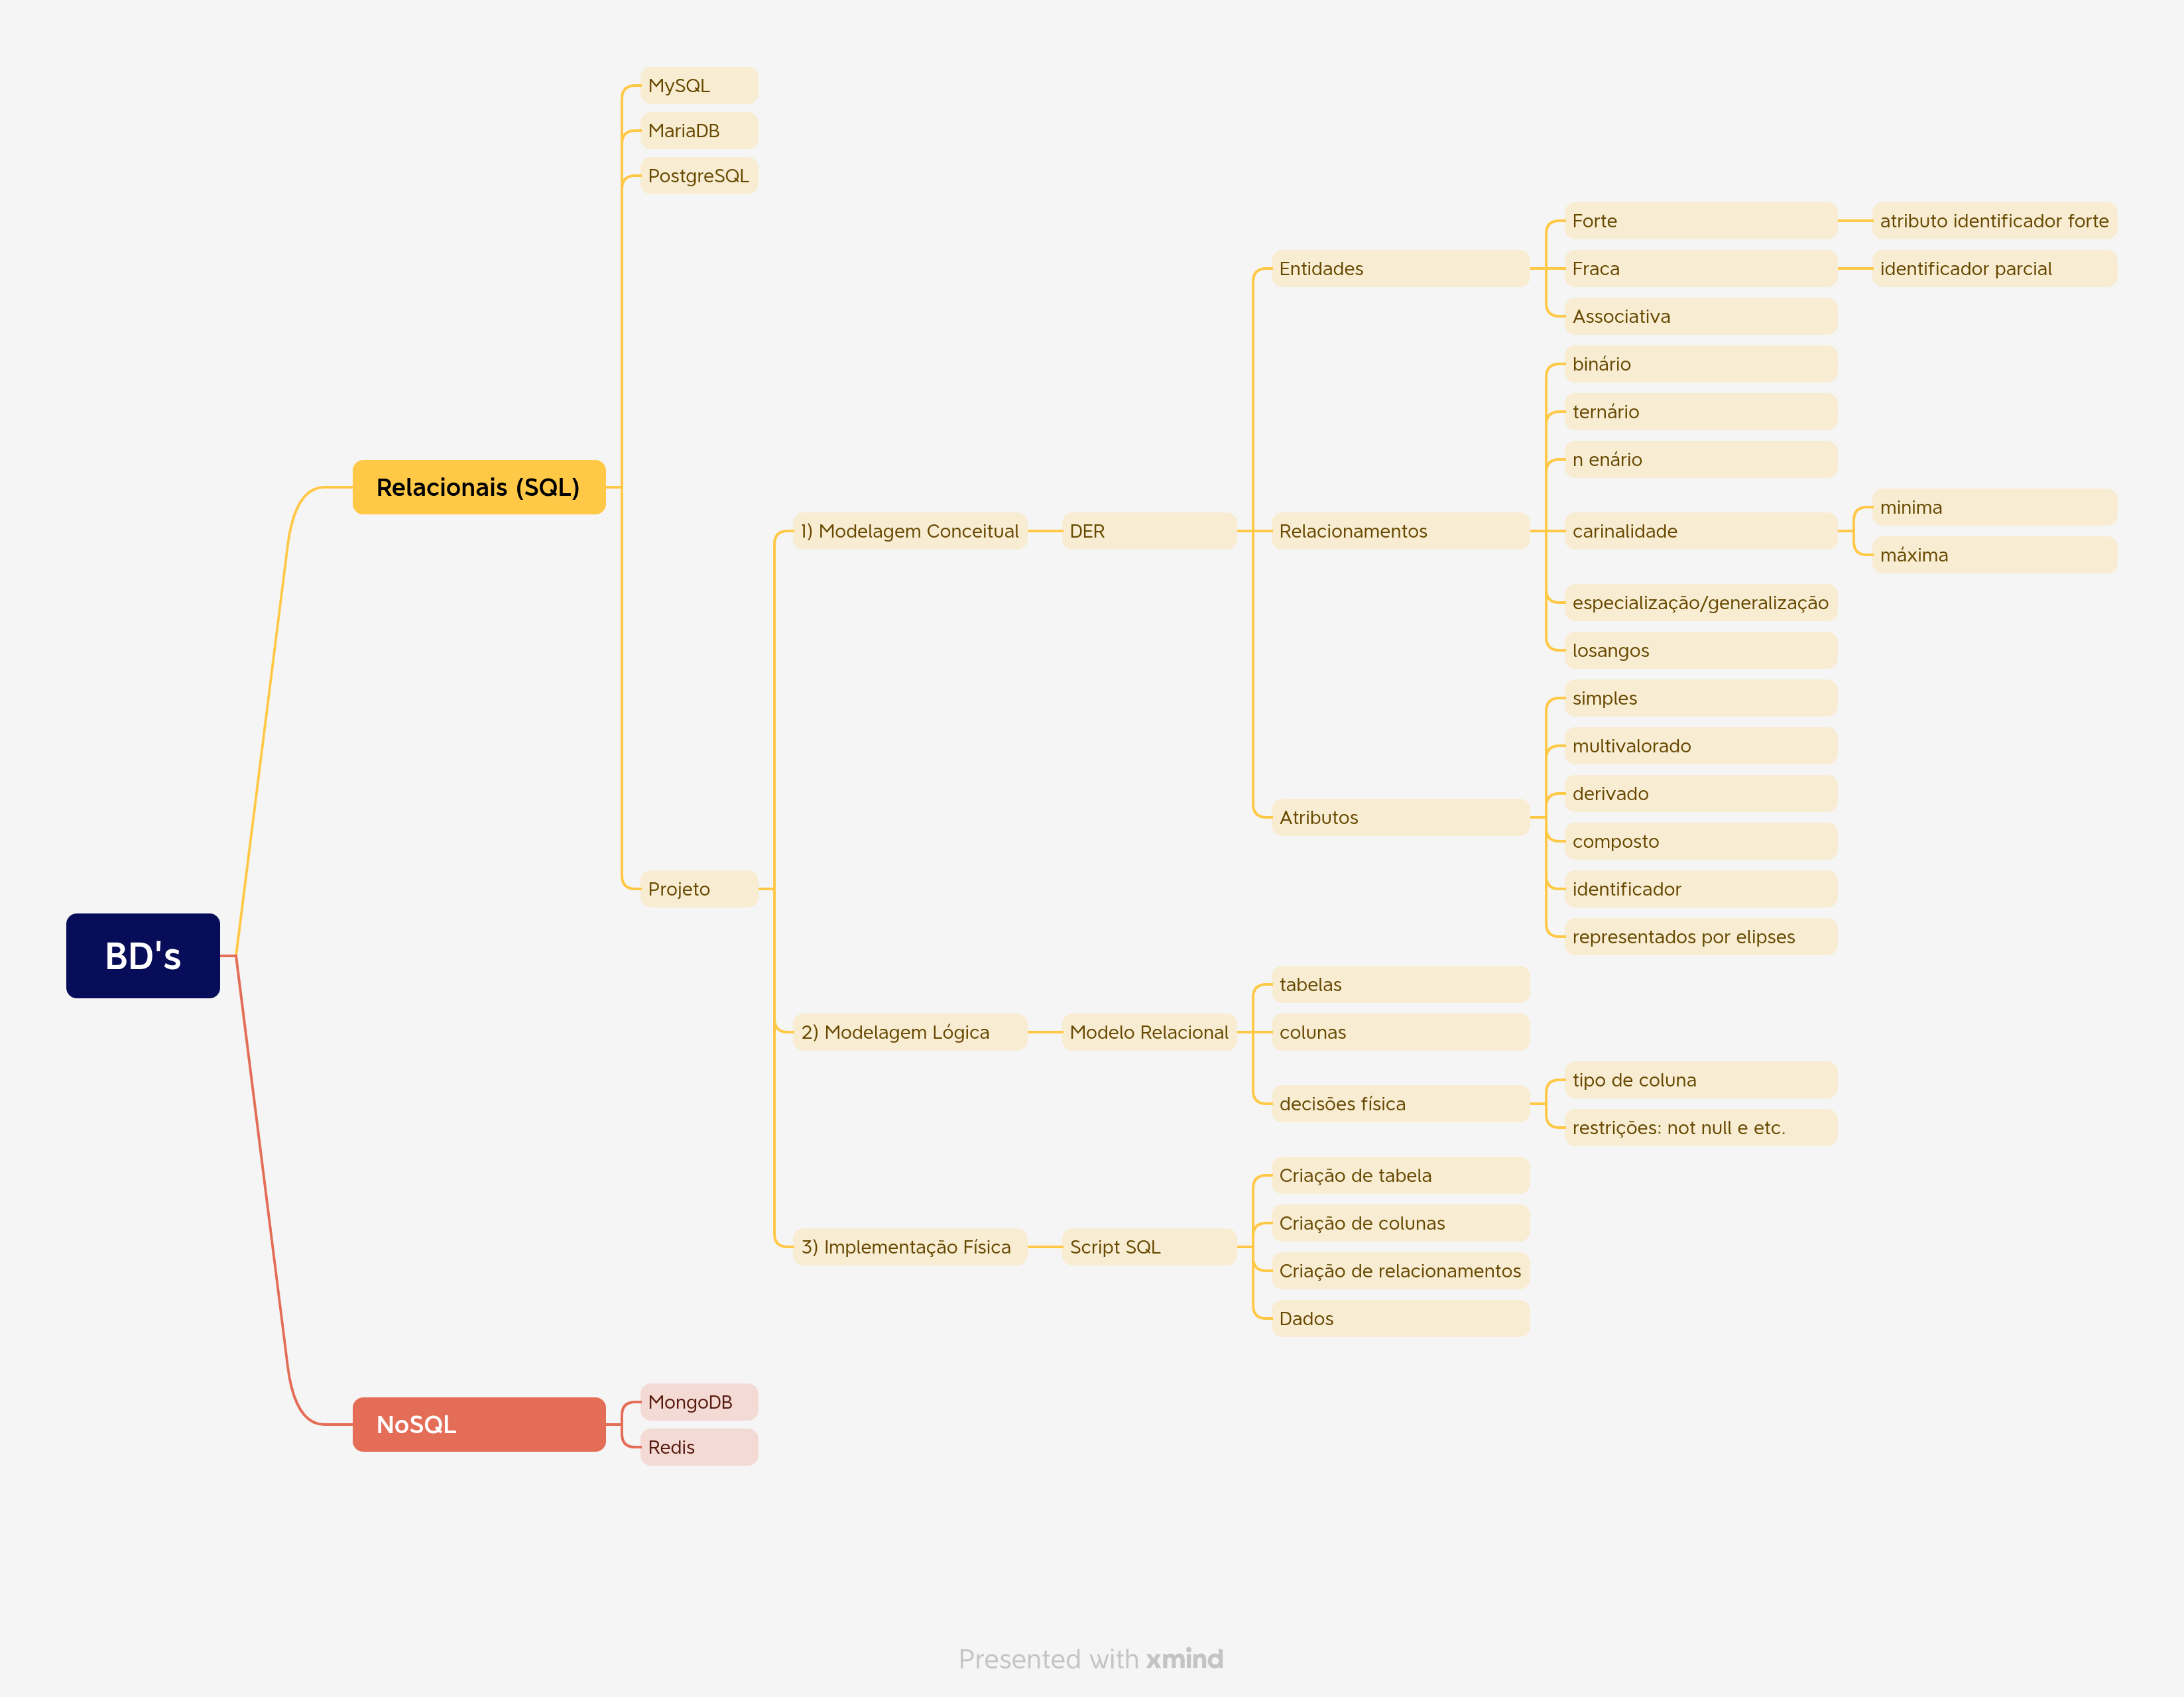 BD's
Relacionais (SQL)
MySQL
MariaDB
PostgreSQL
Projeto
1) Modelagem Conceitual
DER
Entidades
Forte
atributo identificador forte
Fraca
identificador parcial
Associativa
Relacionamentos
binário
ternário
n enário
carinalidade
minima
máxima
especialização/generalização
losangos
Atributos
simples
multivalorado
derivado
composto
identificador
representados por elipses
2) Modelagem Lógica
Modelo Relacional
tabelas
colunas
decisões física
tipo de coluna
restrições: not null e etc.
3) Implementação Física
Script SQL
Criação de tabela
Criação de colunas
Criação de relacionamentos
Dados
NoSQL
MongoDB
Redis
Presented with xmind